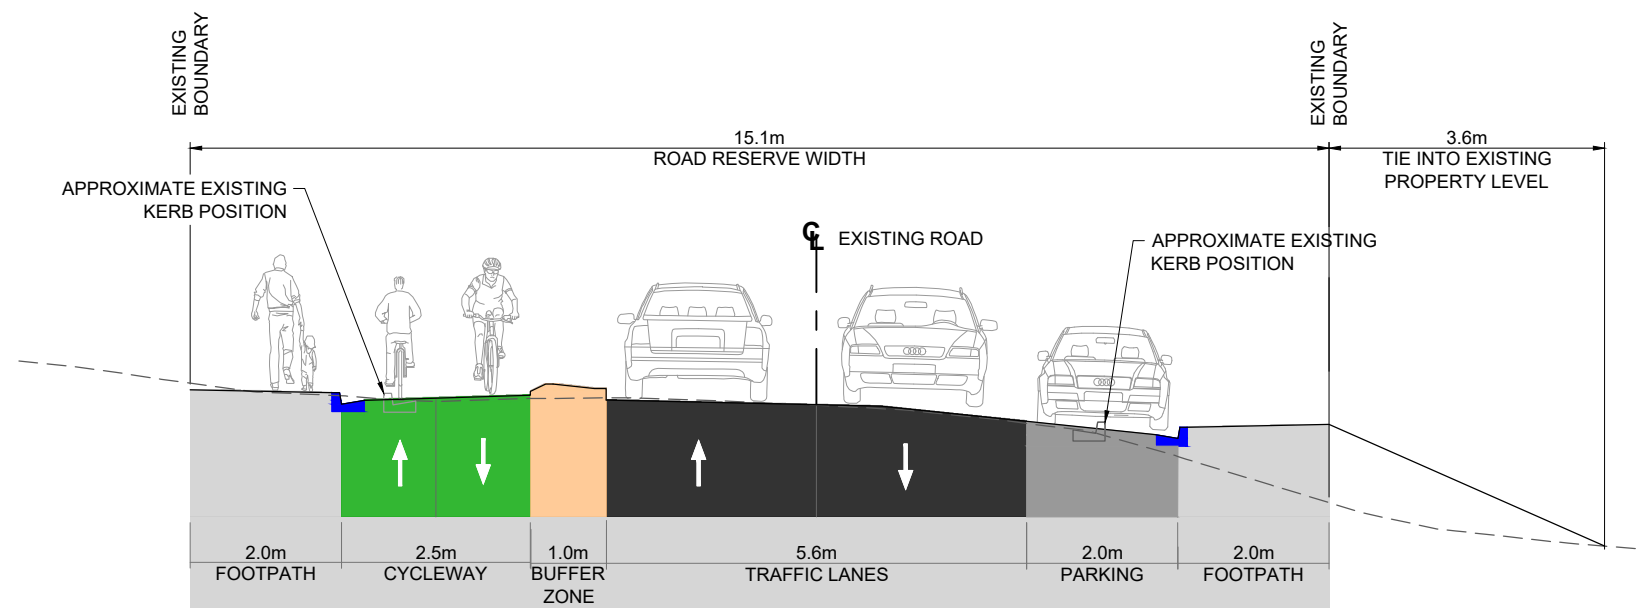 EXISTING
BOUNDARY
EXISTING
BOUNDARY
15.1m
ROAD RESERVE WIDTH
3.6m
TIE INTO EXISTING
PROPERTY LEVEL
APPROXIMATE EXISTING
KERB POSITION
CL EXISTING ROAD
APPROXIMATE EXISTING
KERB POSITION
2.0m
FOOTPATH
2.5m
CYCLEWAY
1.0m
BUFFER
ZONE
5.6m
TRAFFIC LANES
2.0m
PARKING
2.0m
FOOTPATH